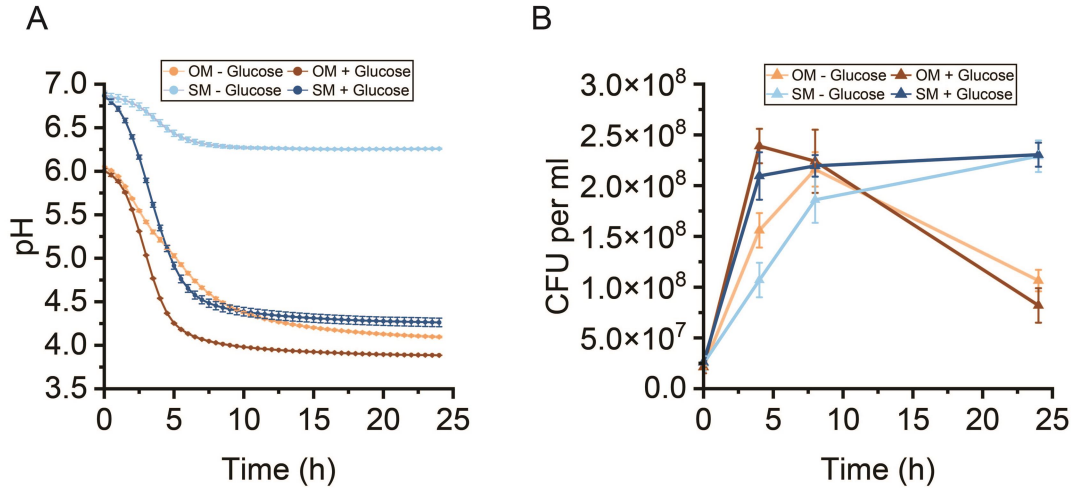 A
OM - Glucose OM + Glucose
SM - Glucose SM + Glucose
7.0
6.5
6.0
5.5
5.0
4.5
4.0
3.5
pH
0 5 10 15 20 25
Time (h)
B
OM - Glucose OM + Glucose
SM - Glucose SM + Glucose
3.0×10⁸
2.5×10⁸
2.0×10⁸
1.5×10⁸
1.0×10⁸
5.0×10⁷
0.0
CFU per ml
0 5 10 15 20 25
Time (h)